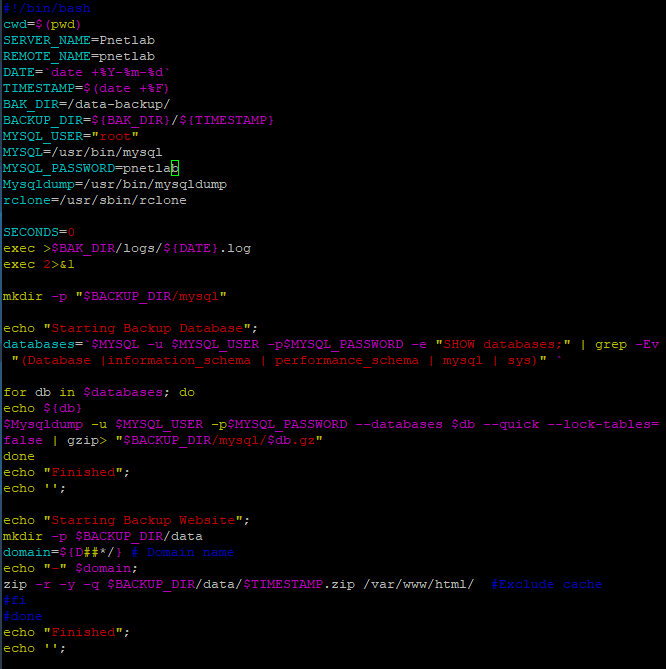 #!/bin/bash
cwd=$(pwd)
SERVER_NAME=Pnetlab
REMOTE_NAME=pnetlab
DATE=`date +%Y-%m-%d`
TIMESTAMP=$(date +%F)
BAK_DIR=/data-backup/
BACKUP_DIR=${BAK_DIR}/${TIMESTAMP}
MYSQL_USER="root"
MYSQL=/usr/bin/mysql
MYSQL_PASSWORD=pnetlab
Mysqldump=/usr/bin/mysqldump
rclone=/usr/sbin/rclone
SECONDS=0
exec >$BAK_DIR/logs/${DATE}.log
exec 2>&1
mkdir -p "$BACKUP_DIR/mysql"
echo "Starting Backup Database";
databases=`$MYSQL -u $MYSQL_USER -p$MYSQL_PASSWORD -e "SHOW databases;" | grep -Ev
"(Database |information_schema | performance_schema | mysql | sys)" `
for db in $databases; do
echo ${db}
$Mysqldump -u $MYSQL_USER -p$MYSQL_PASSWORD --databases $db --quick --lock-tables=
false | gzip> "$BACKUP_DIR/mysql/$db.gz"
done
echo "Finished";
echo '';
echo "Starting Backup Website";
mkdir -p $BACKUP_DIR/data
domain=${D##*/} # Domain name
echo "-" $domain;
zip -r -y -q $BACKUP_DIR/data/$TIMESTAMP.zip /var/www/html/  #Exclude cache
#fi
#done
echo "Finished";
echo '';